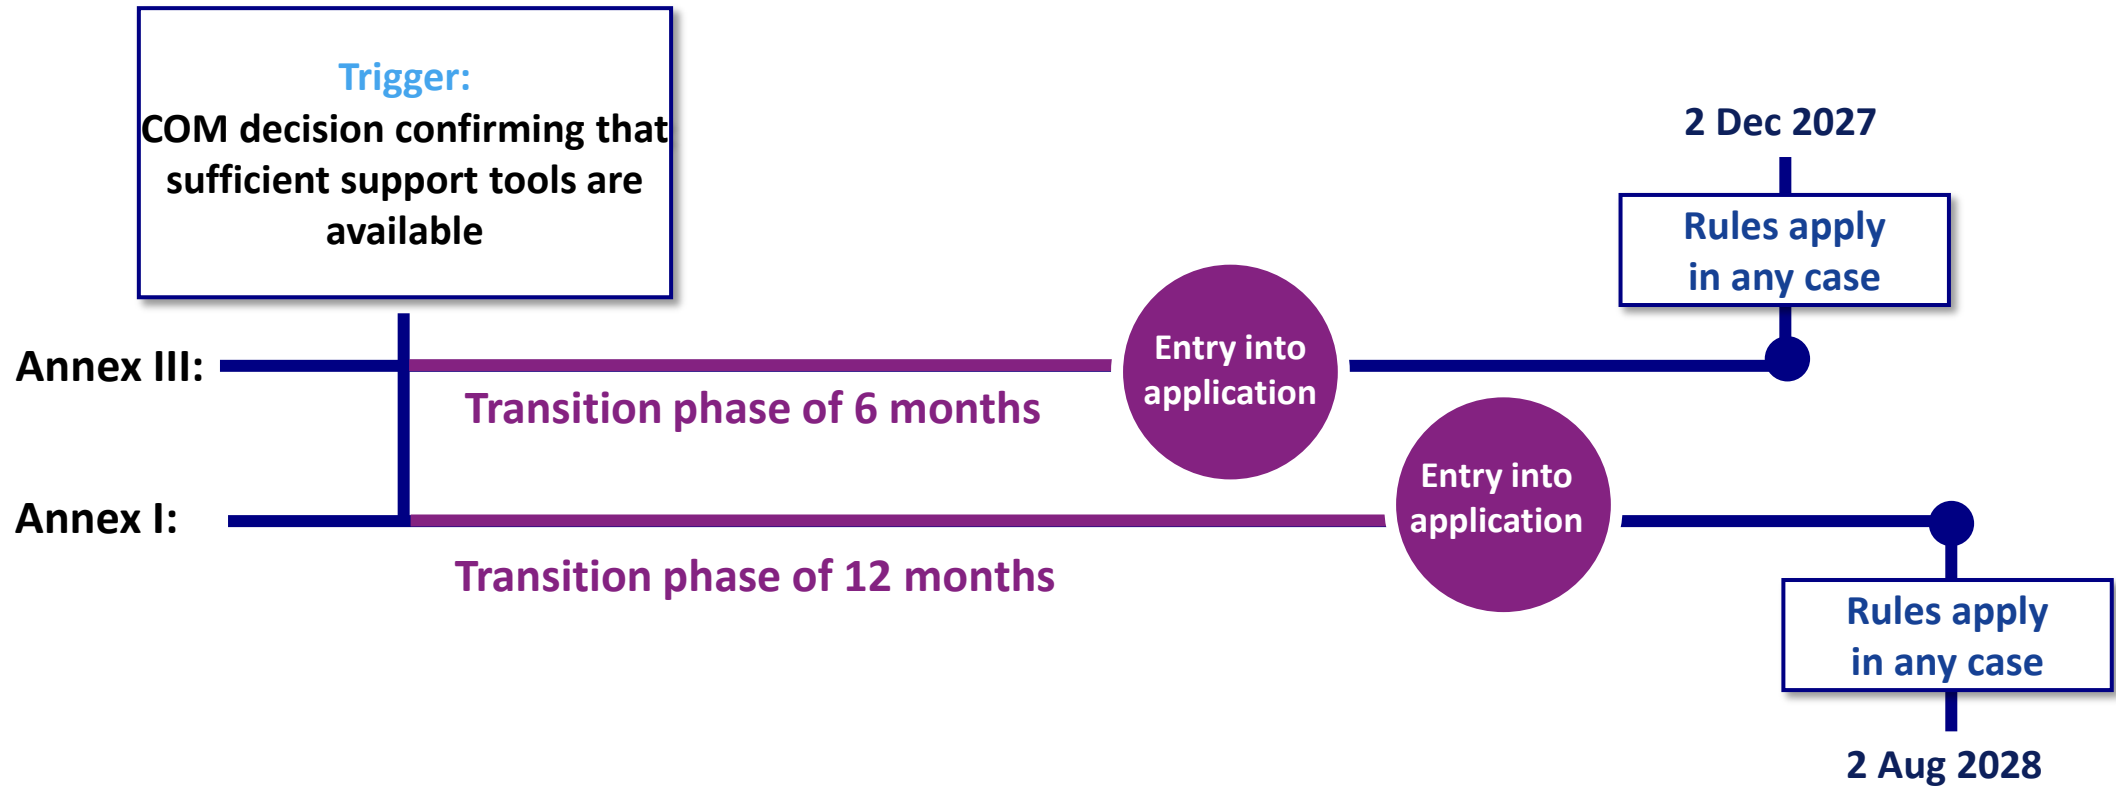 Trigger:
COM decision confirming that
sufficient support tools are
available
2 Dec 2027
Rules apply
in any case
Annex III:
Entry into
application
Transition phase of 6 months
Annex I:
Entry into
application
Transition phase of 12 months
Rules apply
in any case
2 Aug 2028